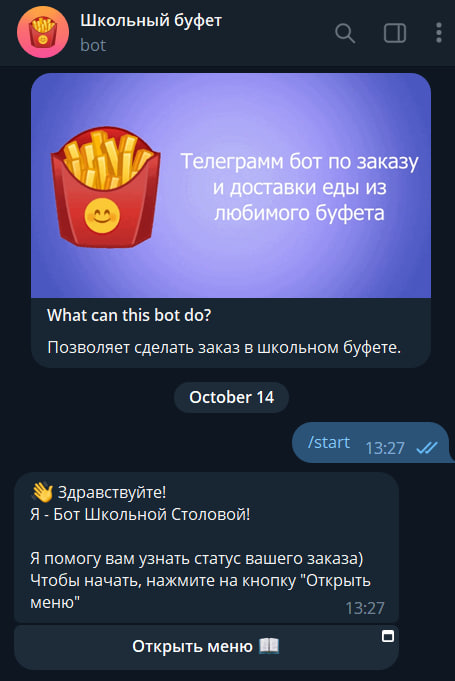 Школьный буфет
bot
Телеграмм бот по заказу
и доставки еды из
любимого буфета
What can this bot do?
Позволяет сделать заказ в школьном буфете.
October 14
/start 13:27
👋 Здравствуйте!
Я - Бот Школьной Столовой!
Я помогу вам узнать статус вашего заказа)
Чтобы начать, нажмите на кнопку "Открыть
меню"
13:27
Открыть меню 📖